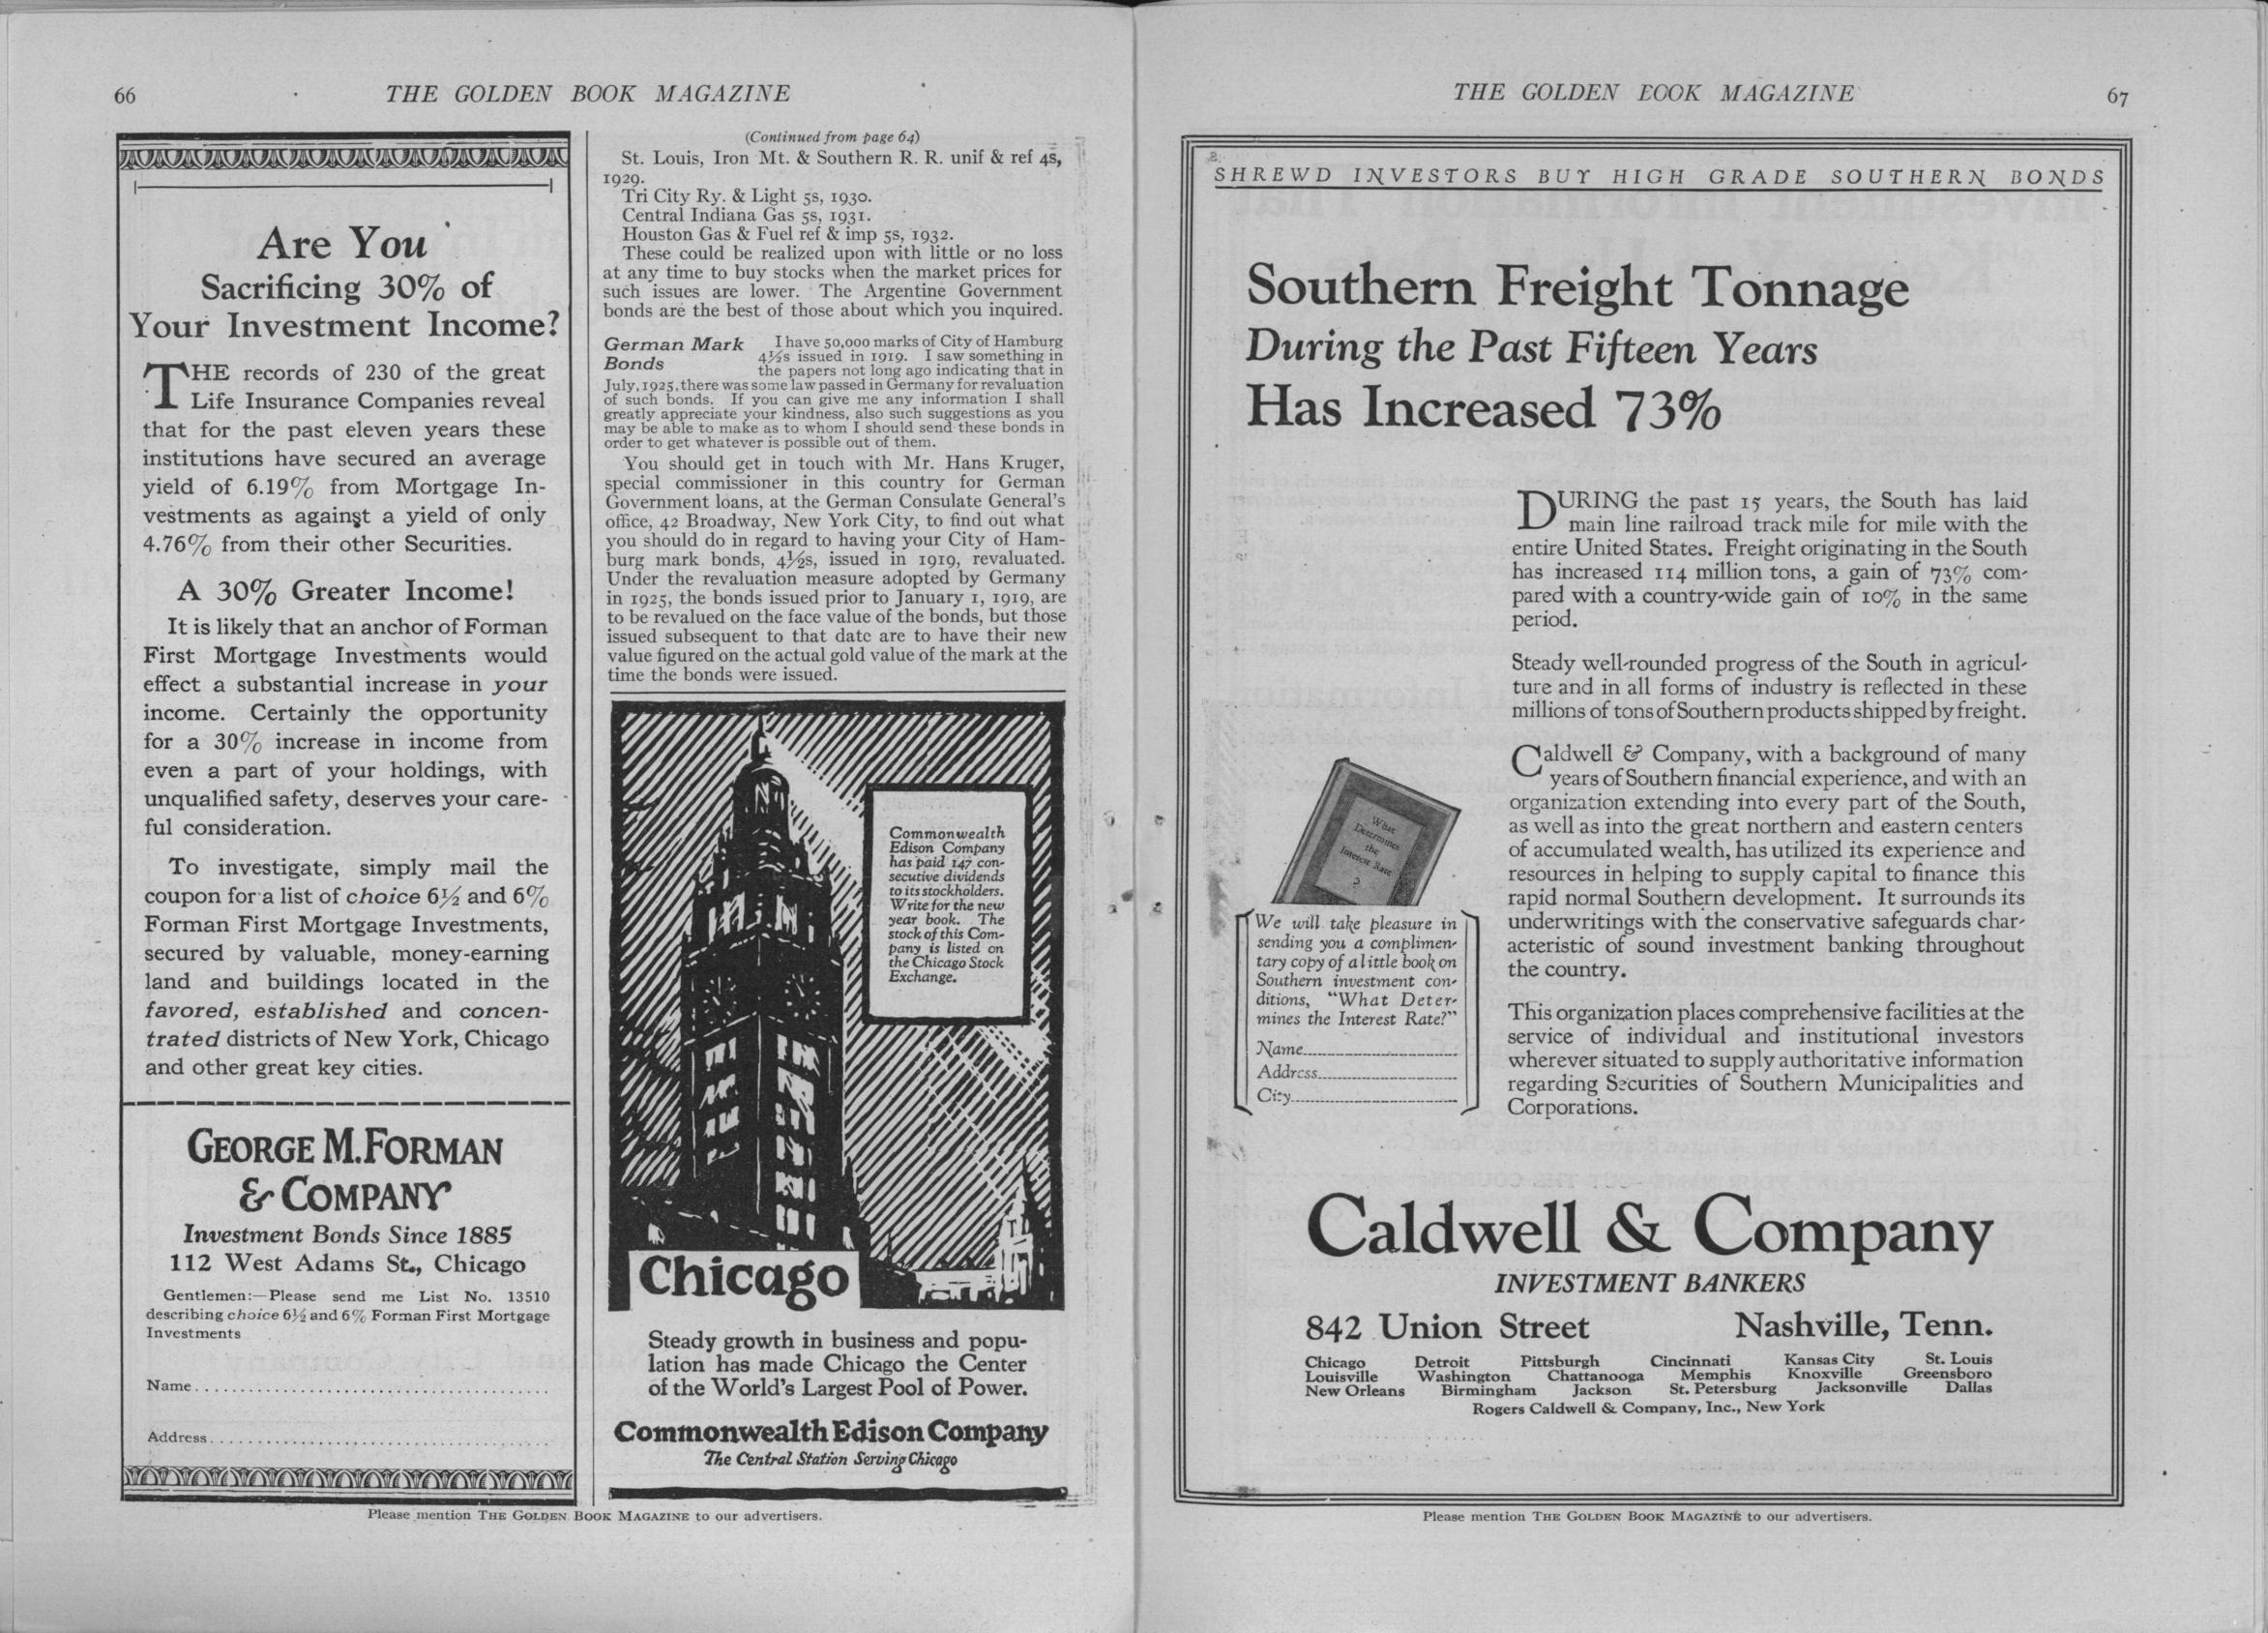 66
THE GOLDEN BOOK MAGAZINE
Are You
Sacrificing 30% of
Your Investment Income?
THE records of 230 of the great
Life Insurance Companies reveal
that for the past eleven years these
institutions have secured an average
yield of 6.19% from Mortgage In-
vestments as against a yield of only
4.76% from their other Securities.
A 30% Greater Income!
It is likely that an anchor of Forman
First Mortgage Investments would
effect a substantial increase in your
income. Certainly the opportunity
for a 30% increase in income from
even a part of your holdings, with
unqualified safety, deserves your care-
ful consideration.
To investigate, simply mail the
coupon for a list of choice 6½ and 6%
Forman First Mortgage Investments,
secured by valuable, money-earning
land and buildings located in the
favored, established and concen-
trated districts of New York, Chicago
and other great key cities.
GEORGE M. FORMAN
& COMPANY
Investment Bonds Since 1885
112 West Adams St., Chicago
Gentlemen:—Please send me List No. 13510
describing choice 6½ and 6% Forman First Mortgage
Investments
Name
Address
(Continued from page 64)
St. Louis, Iron Mt. & Southern R. R. unif & ref 4s,
1929.
Tri City Ry. & Light 5s, 1930.
Central Indiana Gas 5s, 1931.
Houston Gas & Fuel ref & imp 5s, 1932.
These could be realized upon with little or no loss
at any time to buy stocks when the market prices for
such issues are lower. The Argentine Government
bonds are the best of those about which you inquired.
German Mark Bonds
I have 50,000 marks of City of Hamburg
4½s issued in 1919. I saw something in
the papers not long ago indicating that in
July, 1925, there was some law passed in Germany for revaluation
of such bonds. If you can give me any information I shall
greatly appreciate your kindness, also such suggestions as you
may be able to make as to whom I should send these bonds in
order to get whatever is possible out of them.
You should get in touch with Mr. Hans Kruger,
special commissioner in this country for German
Government loans, at the German Consulate General's
office, 42 Broadway, New York City, to find out what
you should do in regard to having your City of Ham-
burg mark bonds, 4½s, issued in 1919, revaluated.
Under the revaluation measure adopted by Germany
in 1925, the bonds issued prior to January 1, 1919, are
to be revalued on the face value of the bonds, but those
issued subsequent to that date are to have their new
value figured on the actual gold value of the mark at the
time the bonds were issued.
Commonwealth
Edison Company
has paid 147 con-
secutive dividends
to its stockholders.
Write for the new
year book. The
stock of this Com-
pany is listed on
the Chicago Stock
Exchange.
Chicago
Steady growth in business and popu-
lation has made Chicago the Center
of the World's Largest Pool of Power.
Commonwealth Edison Company
The Central Station Serving Chicago
Please mention THE GOLDEN BOOK MAGAZINE to our advertisers.
THE GOLDEN BOOK MAGAZINE
67
SHREWD INVESTORS BUY HIGH GRADE SOUTHERN BONDS
Southern Freight Tonnage
During the Past Fifteen Years
Has Increased 73%
DURING the past 15 years, the South has laid
main line railroad track mile for mile with the
entire United States. Freight originating in the South
has increased 114 million tons, a gain of 73% com-
pared with a country-wide gain of 10% in the same
period.
Steady well-rounded progress of the South in agricul-
ture and in all forms of industry is reflected in these
millions of tons of Southern products shipped by freight.
Caldwell & Company, with a background of many
years of Southern financial experience, and with an
organization extending into every part of the South,
as well as into the great northern and eastern centers
of accumulated wealth, has utilized its experience and
resources in helping to supply capital to finance this
rapid normal Southern development. It surrounds its
underwritings with the conservative safeguards char-
acteristic of sound investment banking throughout
the country.
This organization places comprehensive facilities at the
service of individual and institutional investors
wherever situated to supply authoritative information
regarding Securities of Southern Municipalities and
Corporations.
What
Determines
the
Interest Rate
?
We will take pleasure in
sending you a complimen-
tary copy of a little book on
Southern investment con-
ditions, "What Deter-
mines the Interest Rate?"
Name
Address
City
Caldwell & Company
INVESTMENT BANKERS
842 Union Street Nashville, Tenn.
Chicago Detroit Pittsburgh Cincinnati Kansas City St. Louis
Louisville Washington Chattanooga Memphis Knoxville Greensboro
New Orleans Birmingham Jackson St. Petersburg Jacksonville Dallas
Rogers Caldwell & Company, Inc., New York
Please mention THE GOLDEN BOOK MAGAZINE to our advertisers.